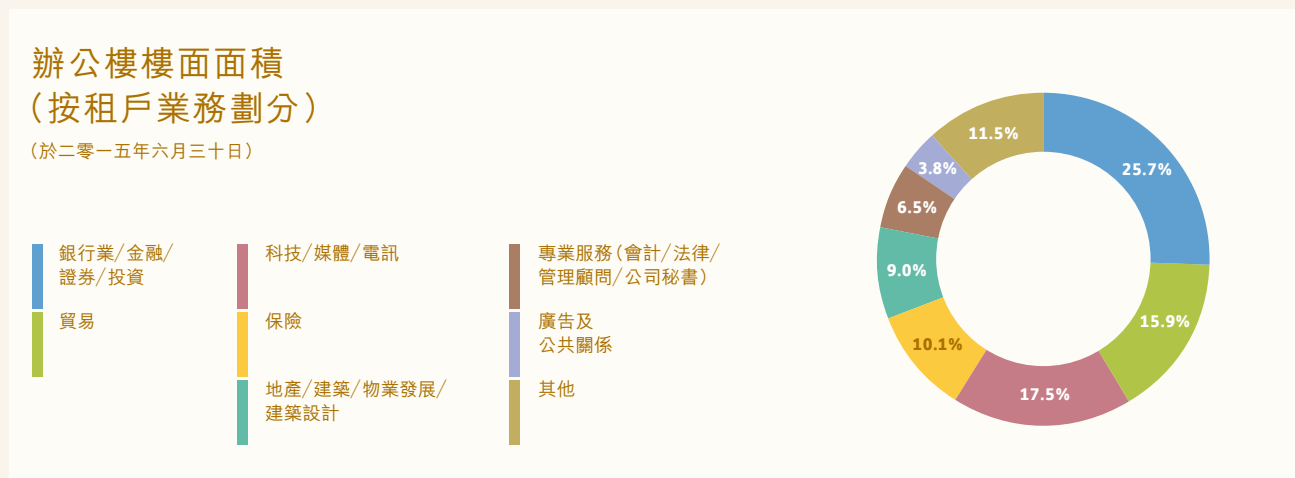 辦公樓樓面面積
（按租戶業務劃分）
（於二零一五年六月三十日）
銀行業/金融/
證券/投資
貿易
科技/媒體/電訊
保險
地產/建築/物業發展/
建築設計
專業服務（會計/法律/
管理顧問/公司秘書）
廣告及
公共關係
其他
25.7%
15.9%
17.5%
10.1%
9.0%
6.5%
3.8%
11.5%